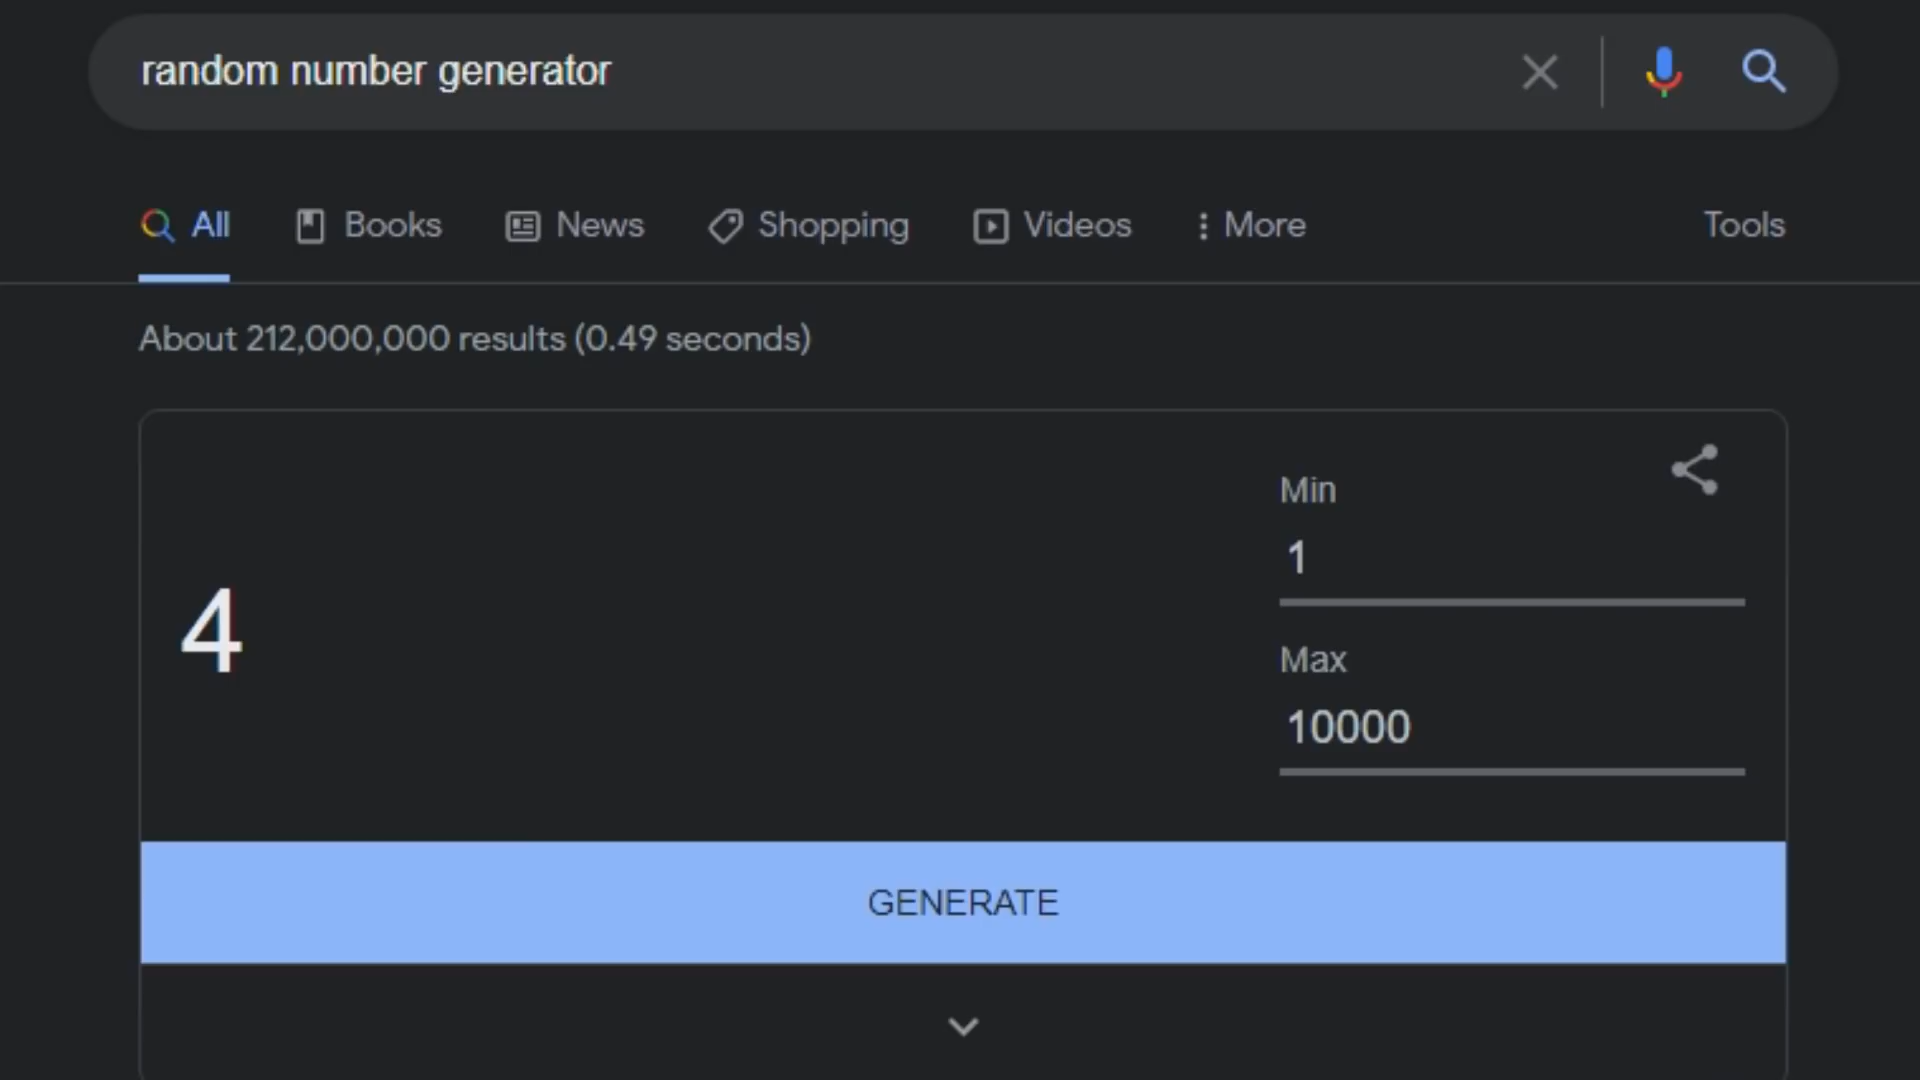 random number generator
All Books News Shopping Videos More Tools
About 212,000,000 results (0.49 seconds)
Min
1
4
Max
10000
GENERATE